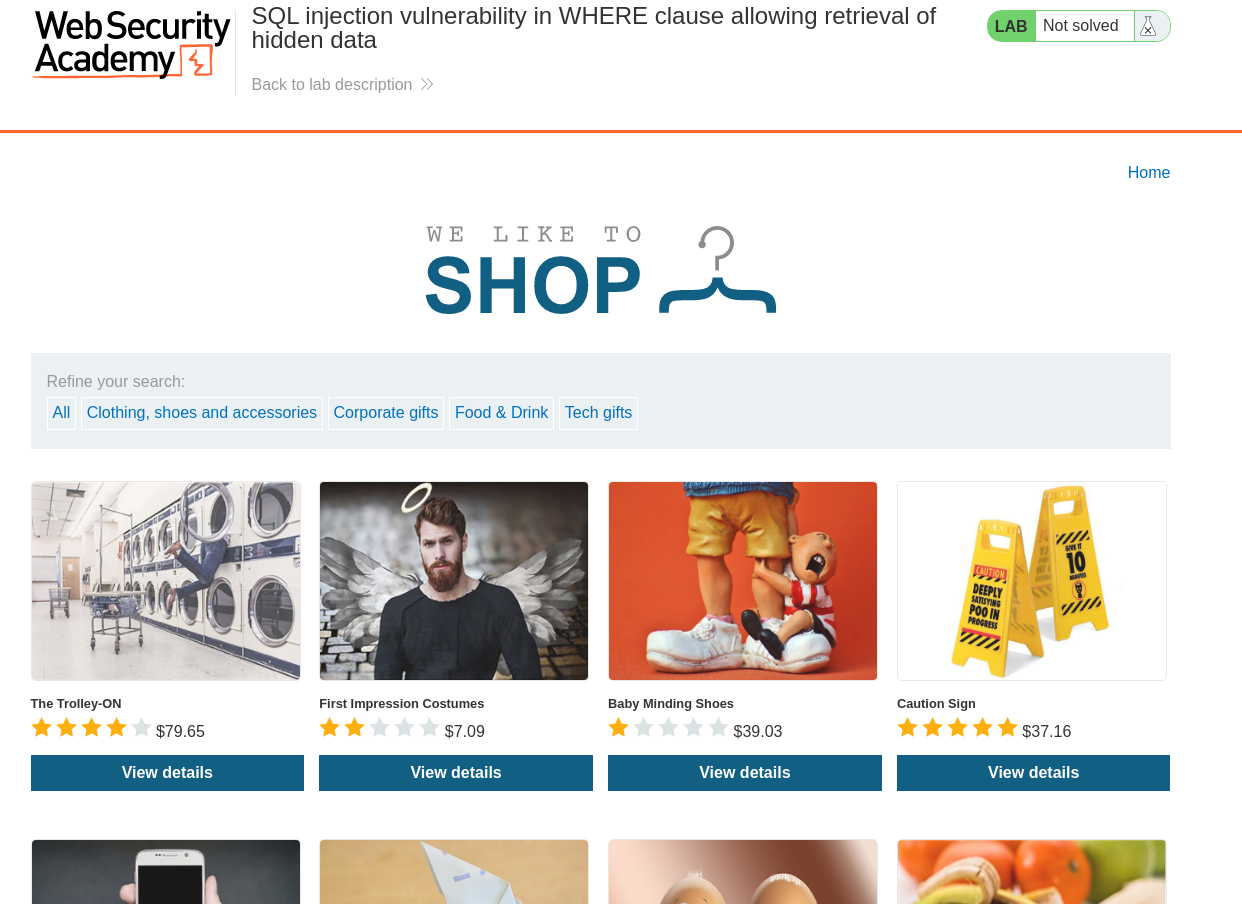 Web Security
Academy
SQL injection vulnerability in WHERE clause allowing retrieval of
hidden data
Back to lab description
LAB
Not solved
Home
WE LIKE TO
SHOP
Refine your search:
All
Clothing, shoes and accessories
Corporate gifts
Food & Drink
Tech gifts
CAUTION
DEEPLY
SATISFYING
POO IN
PROGRESS
GIVE IT
10
MINUTES
The Trolley-ON
$79.65
View details
First Impression Costumes
$7.09
View details
Baby Minding Shoes
$39.03
View details
Caution Sign
$37.16
View details